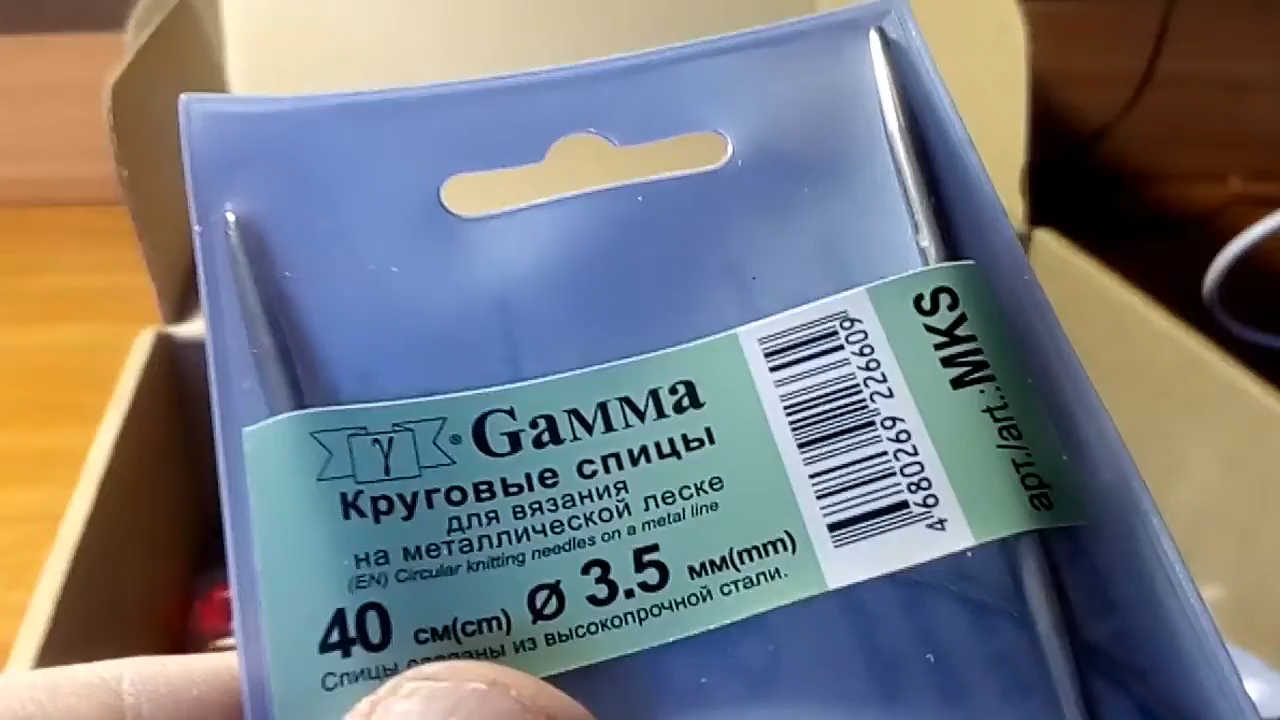 γ® Gамма
Круговые спицы
для вязания
на металлической леске
(EN) Circular knitting needles on a metal line
40 см(cm) Ø 3.5 мм(mm)
Спицы сделаны из высокопрочной стали.
4680269 226609
арт./art.: MKS